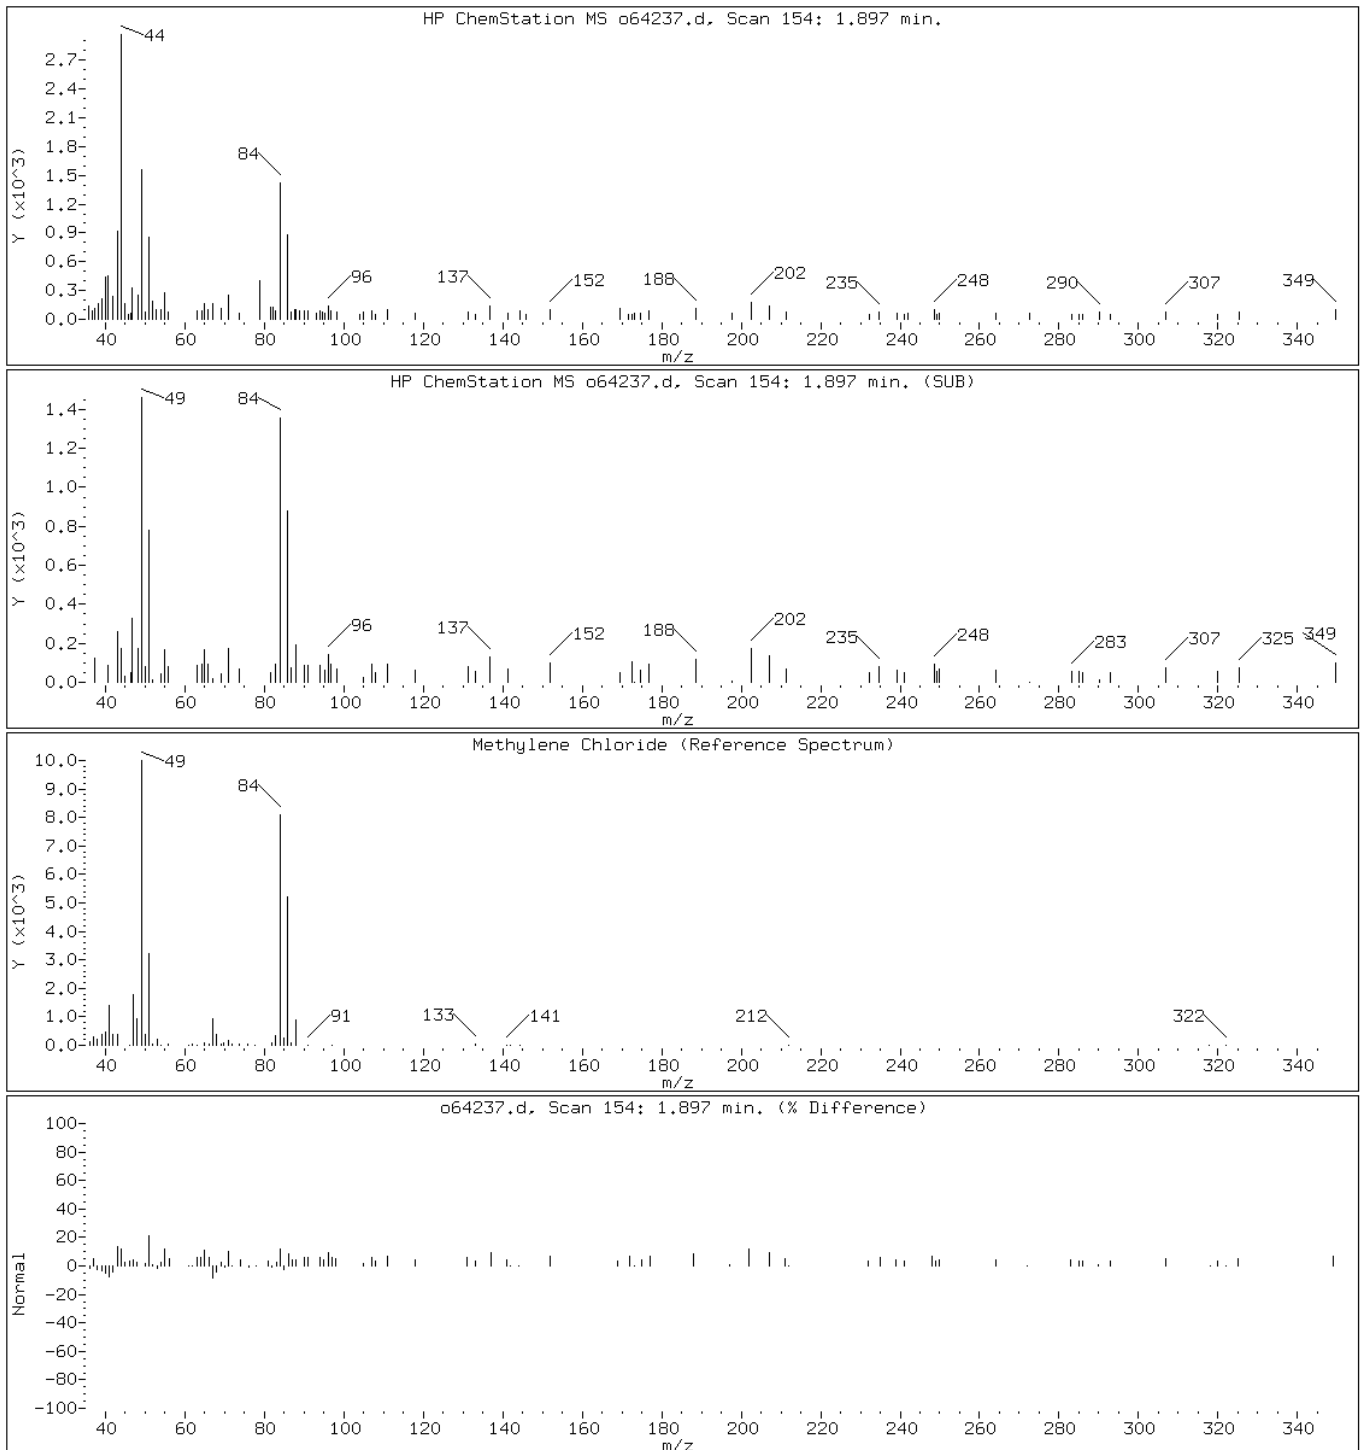 HP ChemStation MS o64237.d, Scan 154: 1.897 min.
44
2.7
2.4
2.1
1.8
84
1.5
1.2
0.9
0.6
96 137 152 188 202 235 248 290 307 349
0.3
0.0
Y (x10^3)
40 60 80 100 120 140 160 180 200 220 240 260 280 300 320 340
m/z
HP ChemStation MS o64237.d, Scan 154: 1.897 min. (SUB)
49 84
1.4
1.2
1.0
0.8
0.6
0.4
96 137 152 188 202 235 248 283 307 325 349
0.2
0.0
Y (x10^3)
40 60 80 100 120 140 160 180 200 220 240 260 280 300 320 340
m/z
Methylene Chloride (Reference Spectrum)
49
10.0
9.0
84
8.0
7.0
6.0
5.0
4.0
3.0
2.0
1.0
91 133 141 212 322
0.0
Y (x10^3)
40 60 80 100 120 140 160 180 200 220 240 260 280 300 320 340
m/z
o64237.d, Scan 154: 1.897 min. (% Difference)
100
80
60
40
20
0
-20
-40
-60
-80
-100
Normal
40 60 80 100 120 140 160 180 200 220 240 260 280 300 320 340
m/z